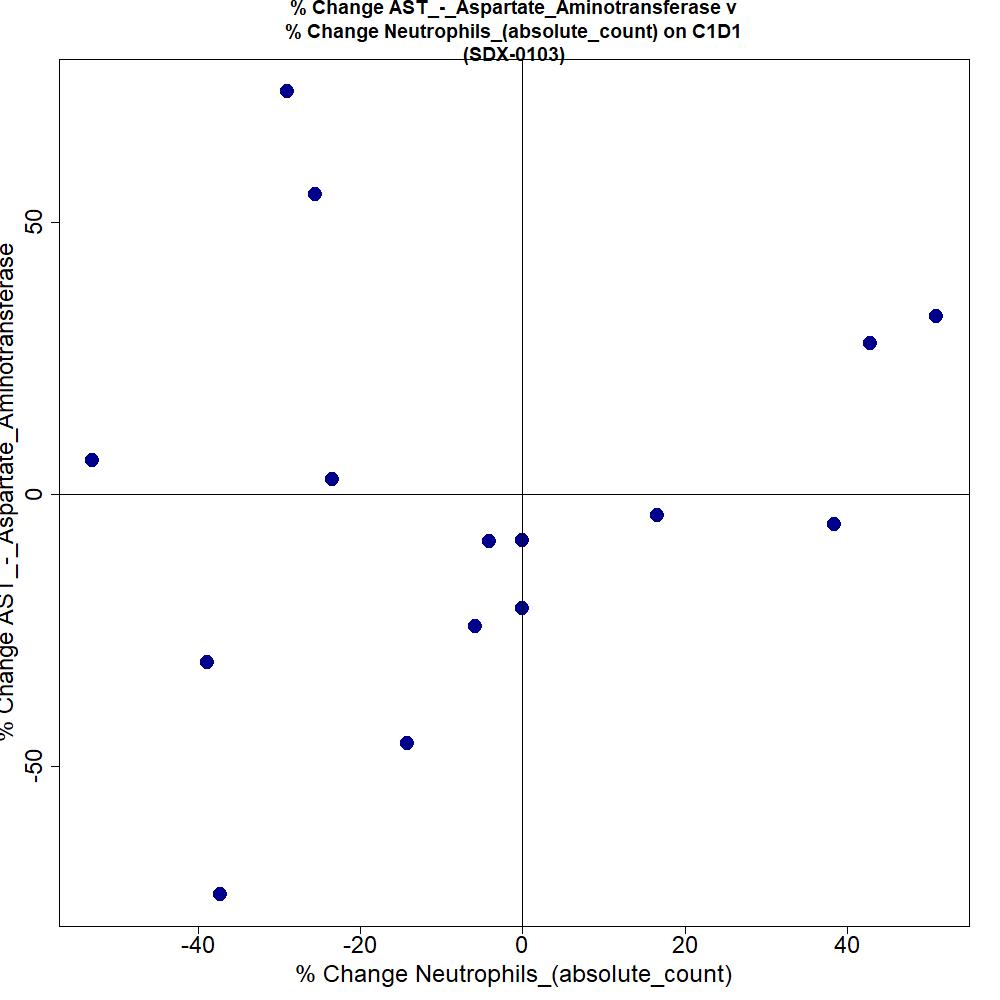 % Change AST_-_Aspartate_Aminotransferase v
% Change Neutrophils_(absolute_count) on C1D1
(SDX-0103)
% Change AST_-_Aspartate_Aminotransferase
50
0
-50
-40
-20
0
20
40
% Change Neutrophils_(absolute_count)